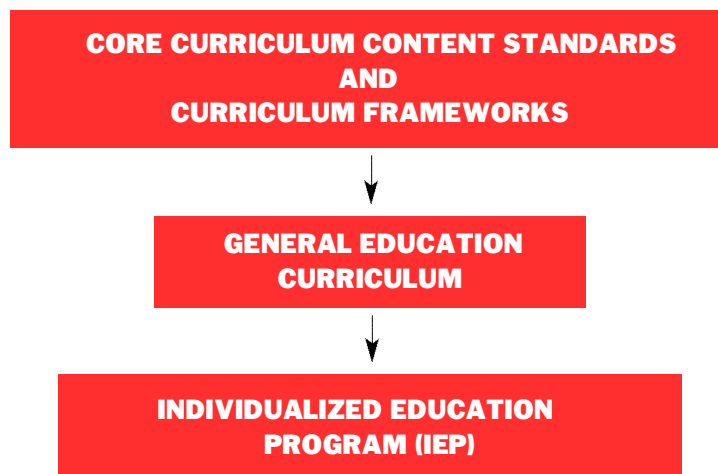 CORE CURRICULUM CONTENT STANDARDS
AND
CURRICULUM FRAMEWORKS
GENERAL EDUCATION
CURRICULUM
INDIVIDUALIZED EDUCATION
PROGRAM (IEP)